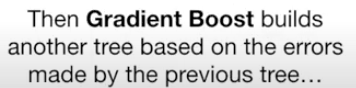 Then Gradient Boost builds
another tree based on the errors
made by the previous tree…